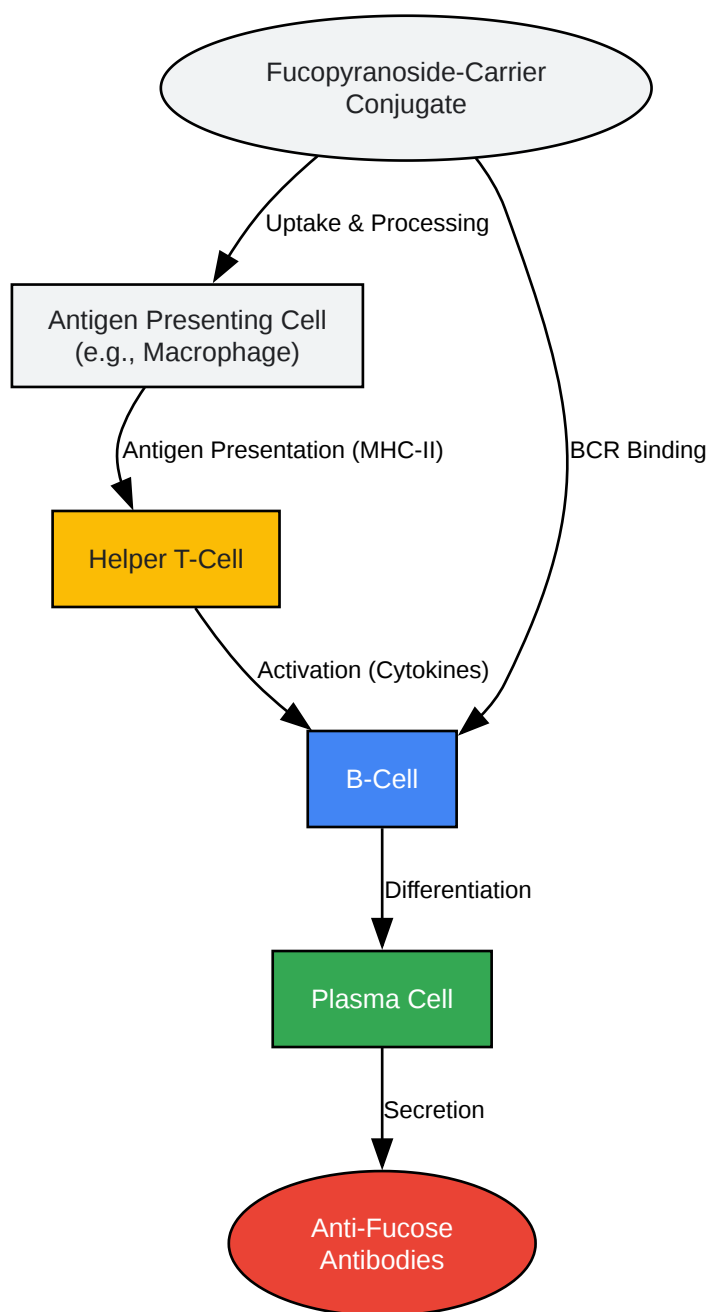 Fucopyranoside-Carrier
Conjugate
Uptake & Processing
Antigen Presenting Cell
(e.g., Macrophage)
Antigen Presentation (MHC-II)
BCR Binding
Helper T-Cell
Activation (Cytokines)
B-Cell
Differentiation
Plasma Cell
Secretion
Anti-Fucose
Antibodies